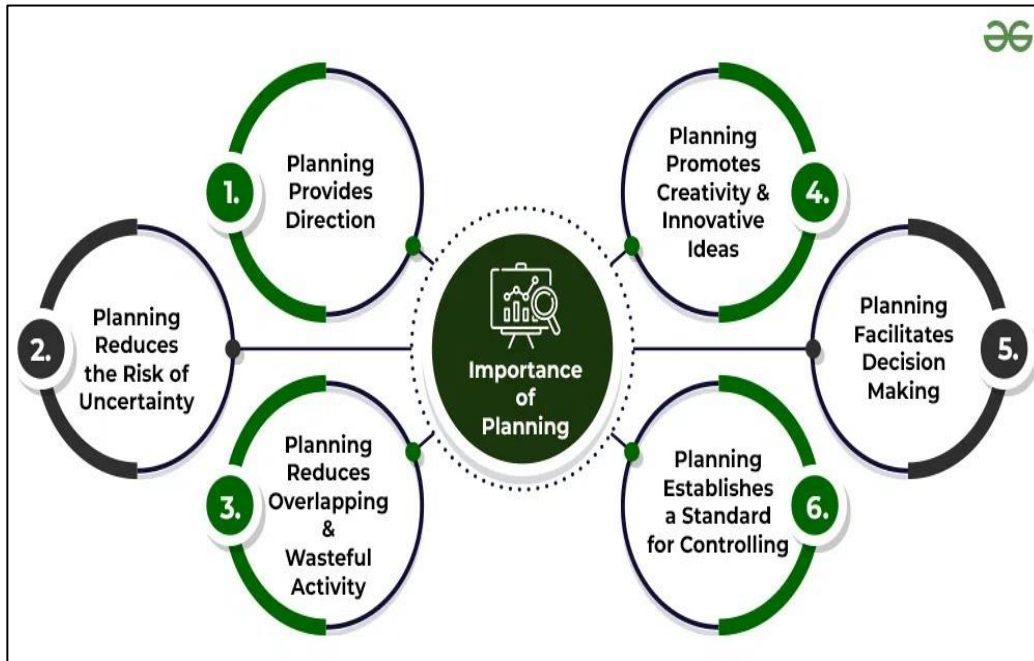 1.
Planning
Provides
Direction
2.
Planning
Reduces
the Risk of
Uncertainty
3.
Planning
Reduces
Overlapping
&
Wasteful
Activity
Importance
of
Planning
4.
Planning
Promotes
Creativity &
Innovative
Ideas
5.
Planning
Facilitates
Decision
Making
6.
Planning
Establishes
a Standard
for Controlling